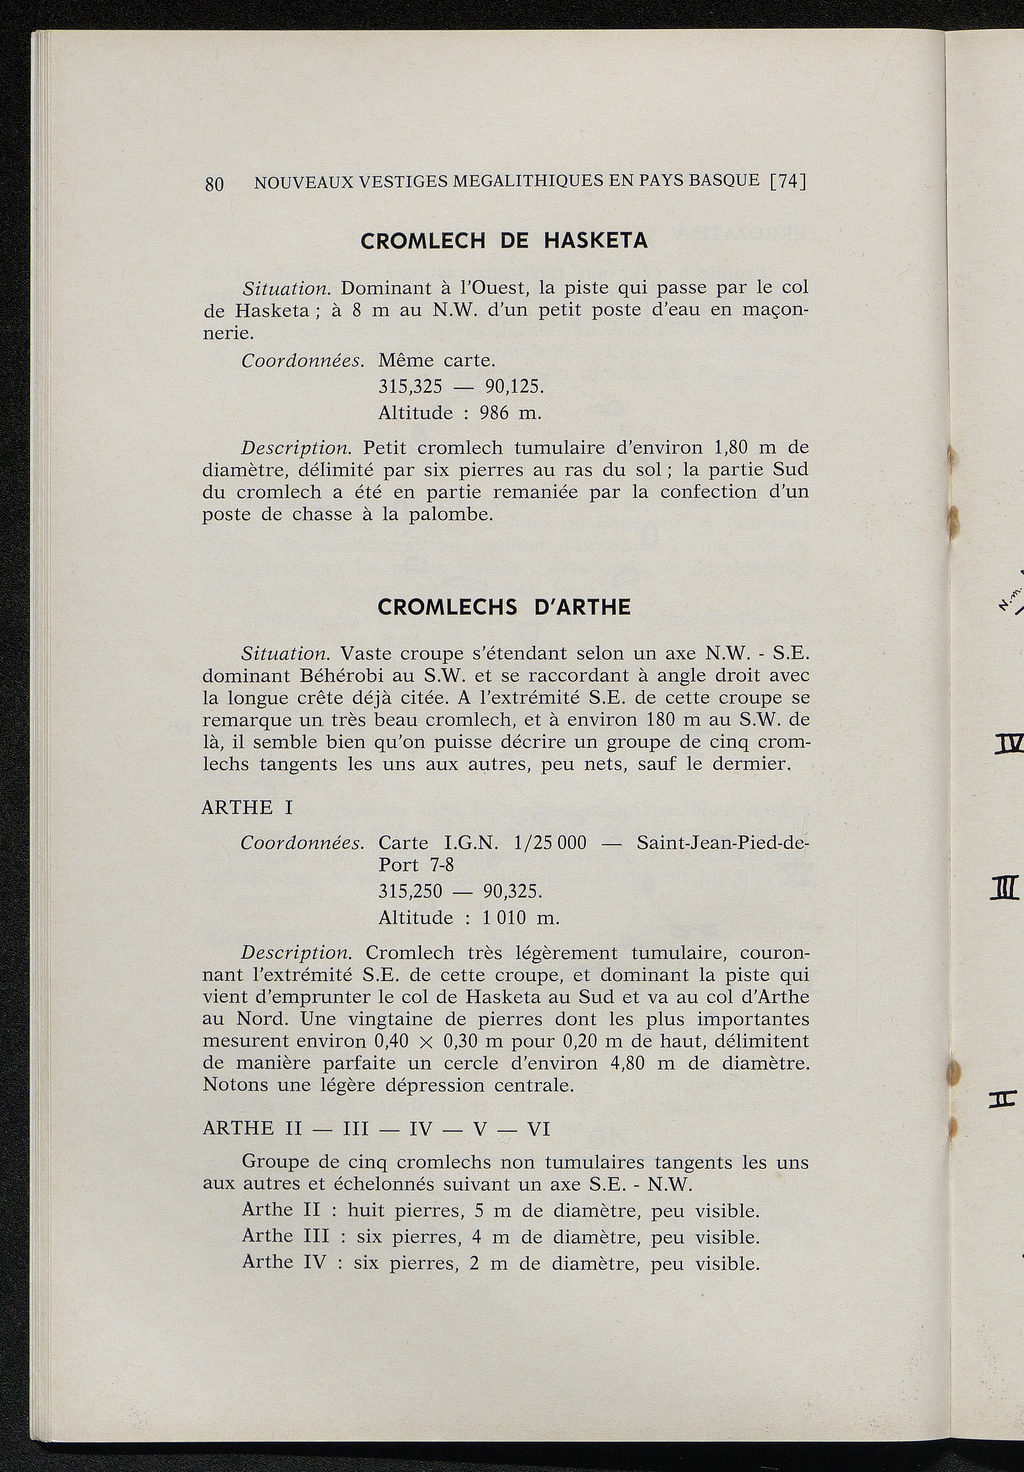 80 NOUVEAUX VESTIGES MEGALITHIQUES EN PAYS BASQUE [74]
CROMLECH DE HASKETA
Situation. Dominant à l'Ouest, la piste qui passe par le col
de Hasketa ; à 8 m au N.W. d'un petit poste d'eau en maçon-
nerie.
Coordonnées. Même carte.
315,325 — 90,125.
Altitude : 986 m.
Description. Petit cromlech tumulaire d'environ 1,80 m de
diamètre, délimité par six pierres au ras du sol ; la partie Sud
du cromlech a été en partie remaniée par la confection d'un
poste de chasse à la palombe.
CROMLECHS D'ARTHE
Situation. Vaste croupe s'étendant selon un axe N.W. - S.E.
dominant Béhérobi au S.W. et se raccordant à angle droit avec
la longue crête déjà citée. A l'extrémité S.E. de cette croupe se
remarque un très beau cromlech, et à environ 180 m au S.W. de
là, il semble bien qu'on puisse décrire un groupe de cinq crom-
lechs tangents les uns aux autres, peu nets, sauf le dermier.
ARTHE I
Coordonnées. Carte I.G.N. 1/25 000 — Saint-Jean-Pied-de-
Port 7-8
315,250 — 90,325.
Altitude : 1 010 m.
Description. Cromlech très légèrement tumulaire, couron-
nant l'extrémité S.E. de cette croupe, et dominant la piste qui
vient d'emprunter le col de Hasketa au Sud et va au col d'Arthe
au Nord. Une vingtaine de pierres dont les plus importantes
mesurent environ 0,40 × 0,30 m pour 0,20 m de haut, délimitent
de manière parfaite un cercle d'environ 4,80 m de diamètre.
Notons une légère dépression centrale.
ARTHE II — III — IV — V — VI
Groupe de cinq cromlechs non tumulaires tangents les uns
aux autres et échelonnés suivant un axe S.E. - N.W.
Arthe II : huit pierres, 5 m de diamètre, peu visible.
Arthe III : six pierres, 4 m de diamètre, peu visible.
Arthe IV : six pierres, 2 m de diamètre, peu visible.
N.m.
IV
III
II